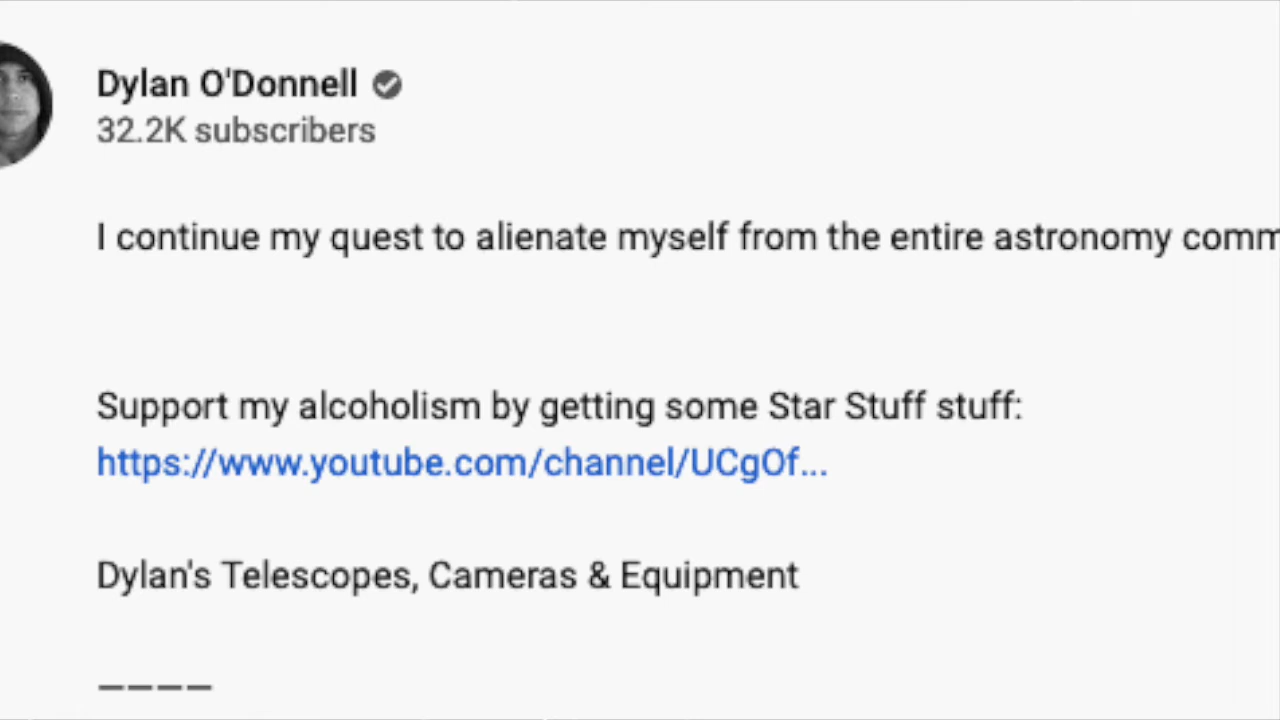 Dylan O'Donnell
32.2K subscribers
I continue my quest to alienate myself from the entire astronomy comm
Support my alcoholism by getting some Star Stuff stuff:
https://www.youtube.com/channel/UCgOf...
Dylan's Telescopes, Cameras & Equipment
————